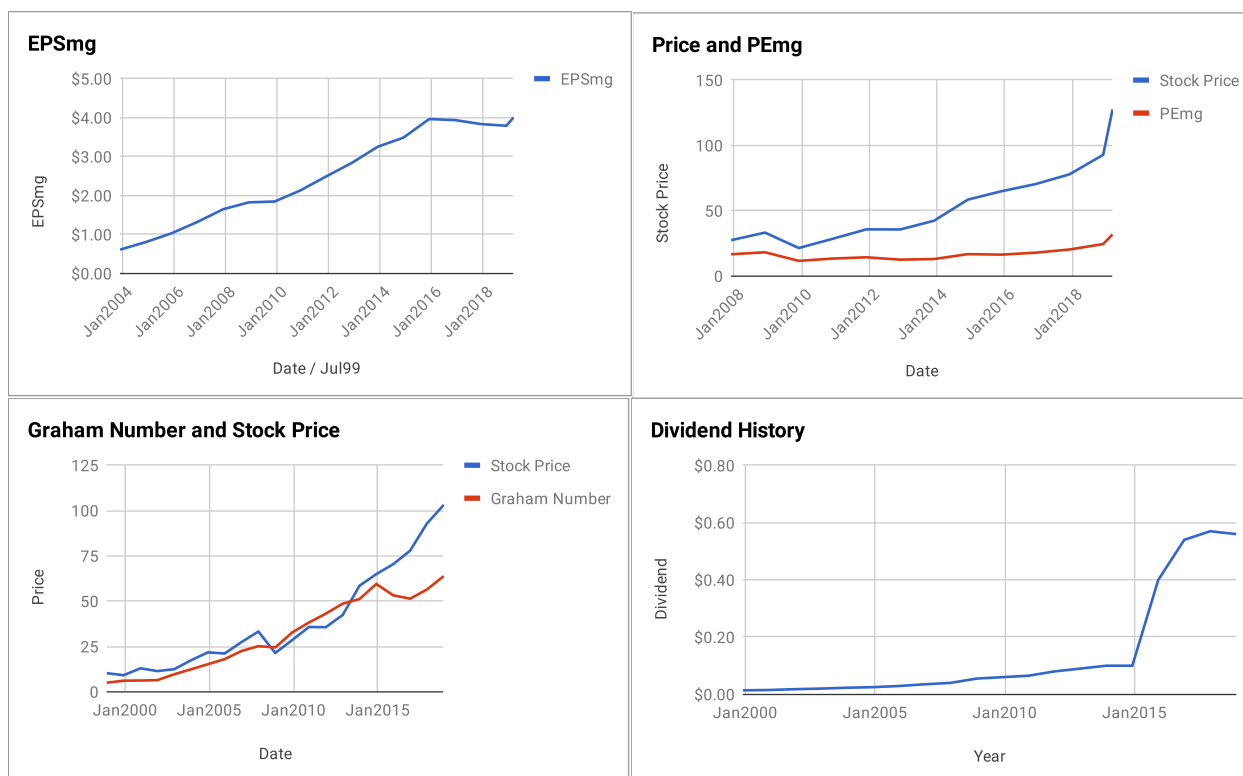 EPSmg
$5.00
$4.00
$3.00
$2.00
$1.00
$0.00
EPSmg
Jan2004
Jan2006
Jan2008
Jan2010
Jan2012
Jan2014
Jan2016
Jan2018
Date / Jul99
EPSmg
Price and PEmg
150
100
50
0
Stock Price
Jan2008
Jan2010
Jan2012
Jan2014
Jan2016
Jan2018
Date
Stock Price
PEmg
Graham Number and Stock Price
125
100
75
50
25
0
Price
Jan2000
Jan2005
Jan2010
Jan2015
Date
Stock Price
Graham Number
Dividend History
$0.80
$0.60
$0.40
$0.20
$0.00
Dividend
Jan2000
Jan2005
Jan2010
Jan2015
Year